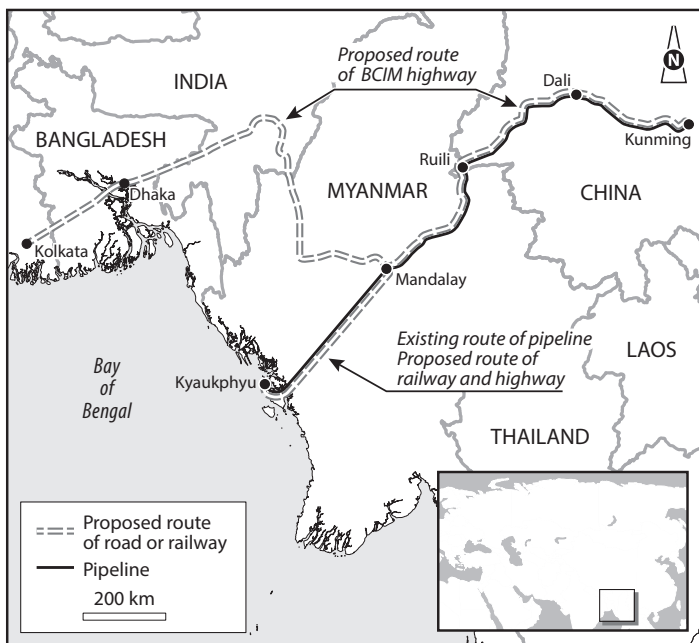 Proposed route
of BCIM highway
N
INDIA
Dali
BANGLADESH
Kunming
Ruili
Dhaka
MYANMAR
CHINA
Kolkata
Mandalay
Existing route of pipeline
Proposed route of
railway and highway
LAOS
Bay
of
Bengal
Kyaukphyu
THAILAND
Proposed route
of road or railway
Pipeline
200 km